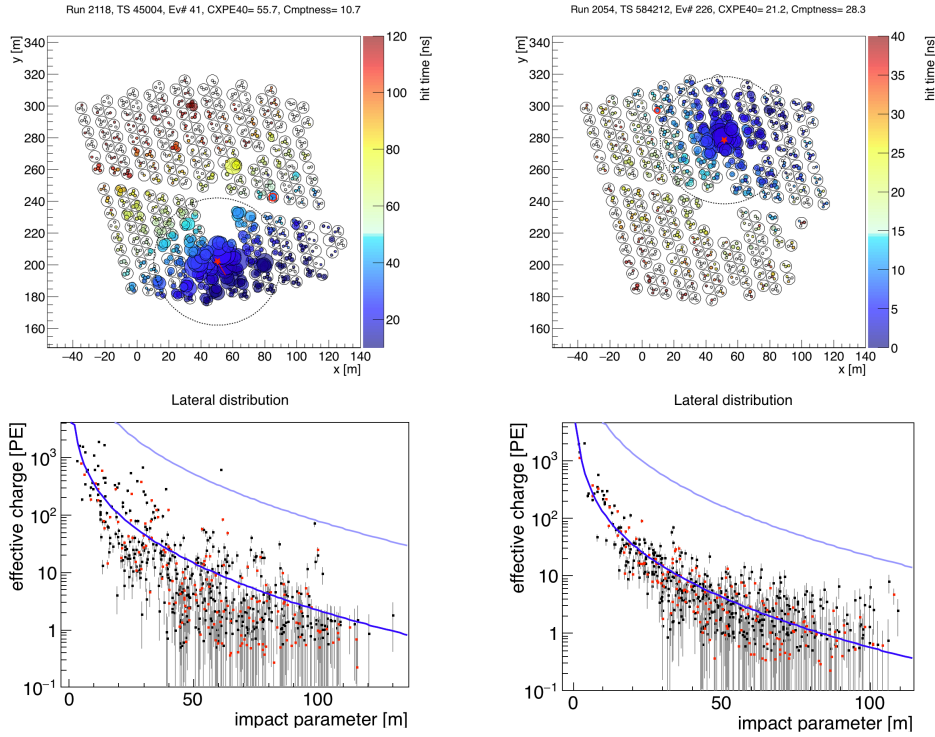 Run 2118, TS 45004, Ev# 41, CXPE40= 55.7, Cmptness= 10.7
y [m]
340
320
300
280
260
240
220
200
180
160
−40 −20 0 20 40 60 80 100 120 140
x [m]
120
100
80
60
40
20
hit time [ns]
Run 2054, TS 584212, Ev# 226, CXPE40= 21.2, Cmptness= 28.3
y [m]
340
320
300
280
260
240
220
200
180
160
−40 −20 0 20 40 60 80 100 120 140
x [m]
40
35
30
25
20
15
10
5
0
hit time [ns]
Lateral distribution
effective charge [PE]
10³
10²
10
1
10⁻¹
0 50 100
impact parameter [m]
Lateral distribution
effective charge [PE]
10³
10²
10
1
10⁻¹
0 50 100
impact parameter [m]